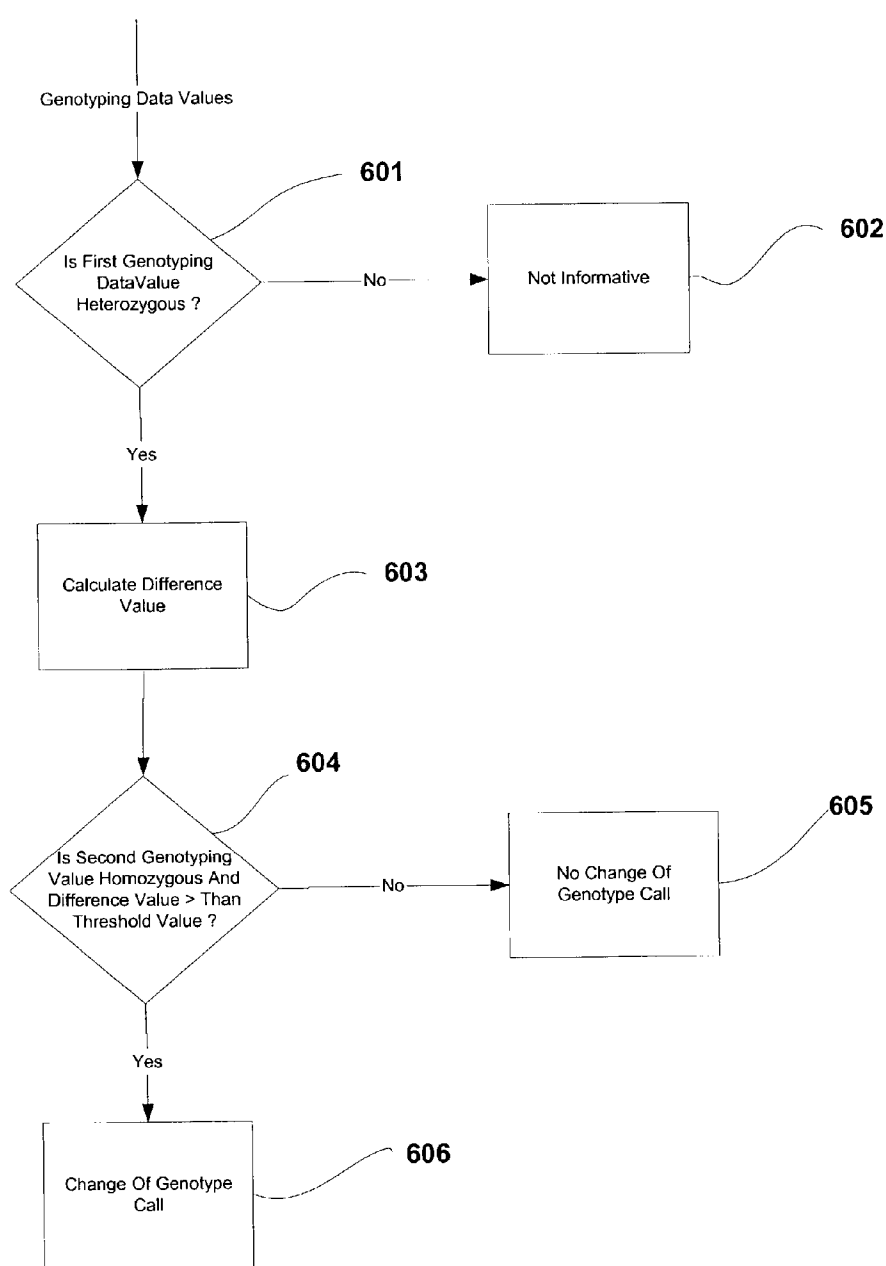 Genotyping Data Values
601
Is First Genotyping
DataValue
Heterozygous ?
No
Not Informative
602
Yes
Calculate Difference
Value
603
604
Is Second Genotyping
Value Homozygous And
Difference Value > Than
Threshold Value ?
No
No Change Of
Genotype Call
605
Yes
Change Of Genotype
Call
606